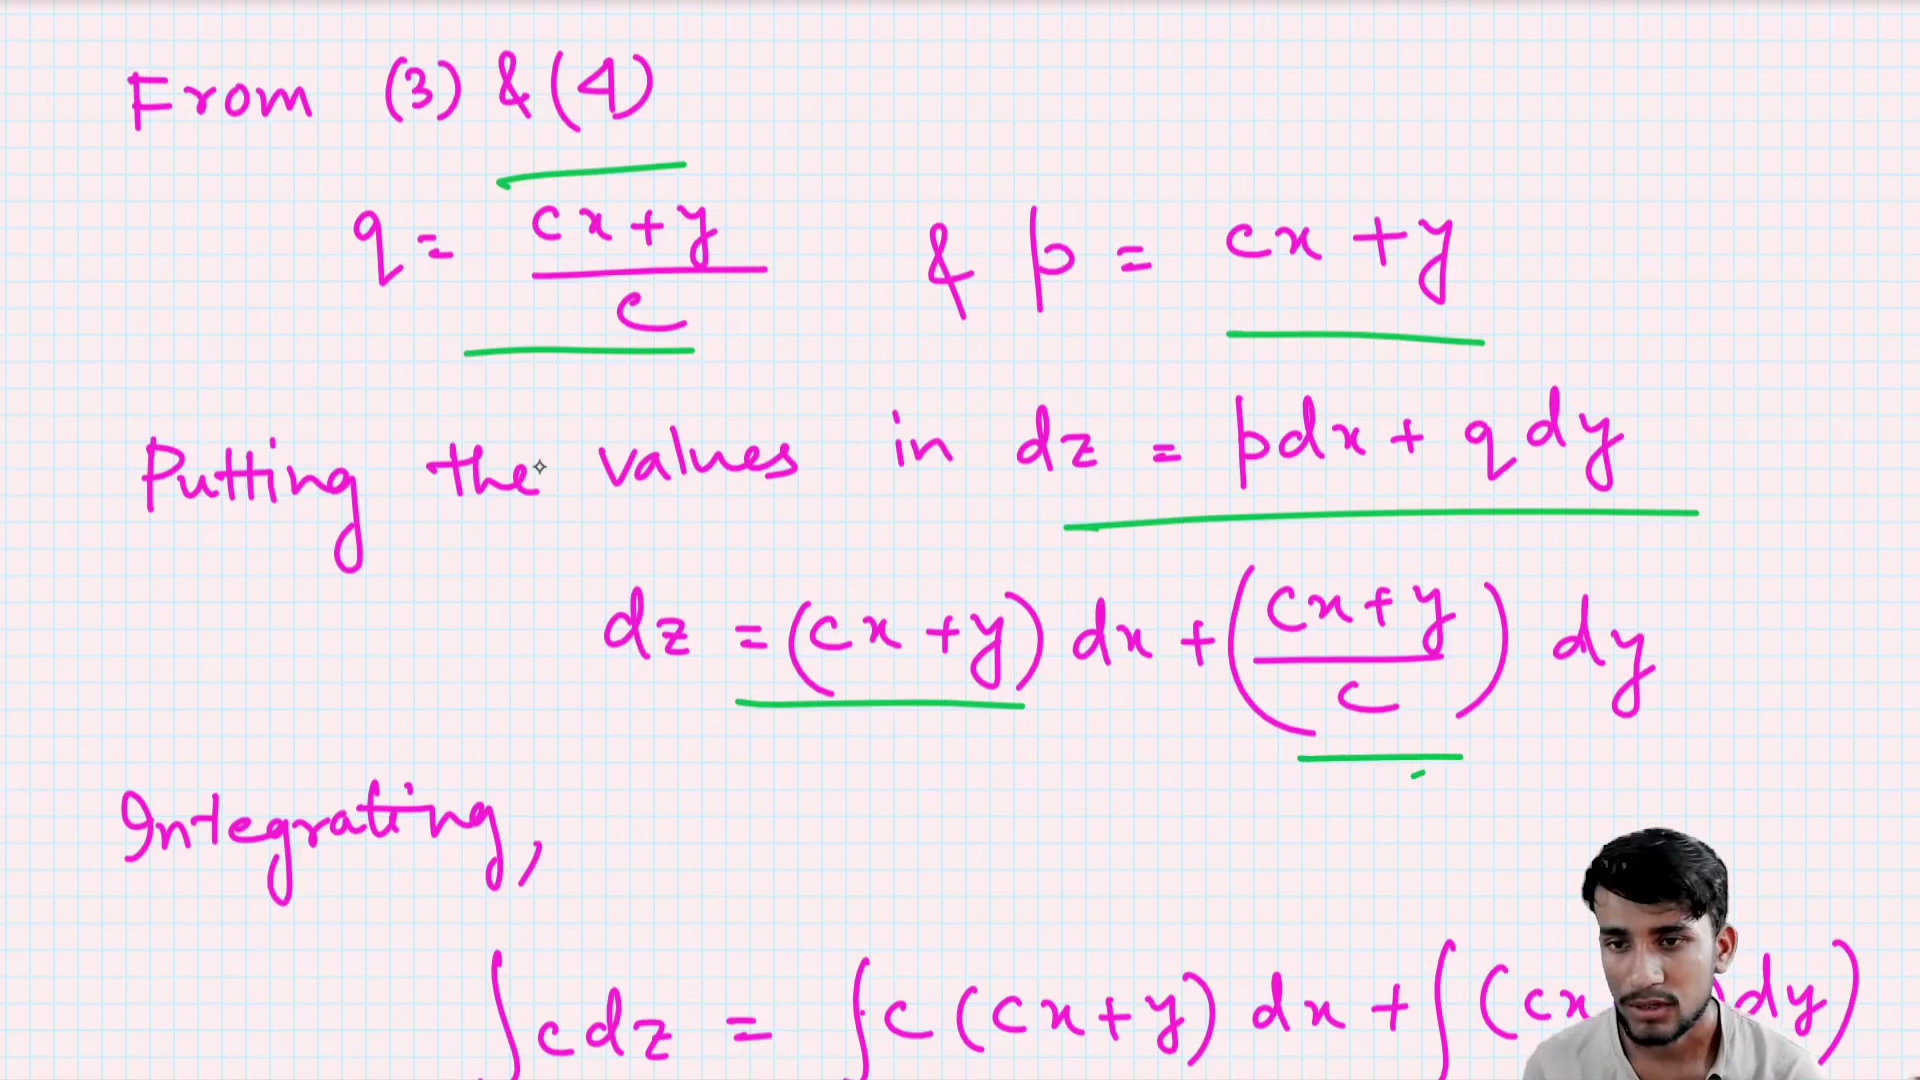 From (3) & (4)
q = cx+y/c & p = cx+y
Putting the values in dz = pdx + qdy
dz = (cx+y) dx + (cx+y/c) dy
Integrating,
∫cdz = ∫c(cx+y) dx + ∫(cx )dy)